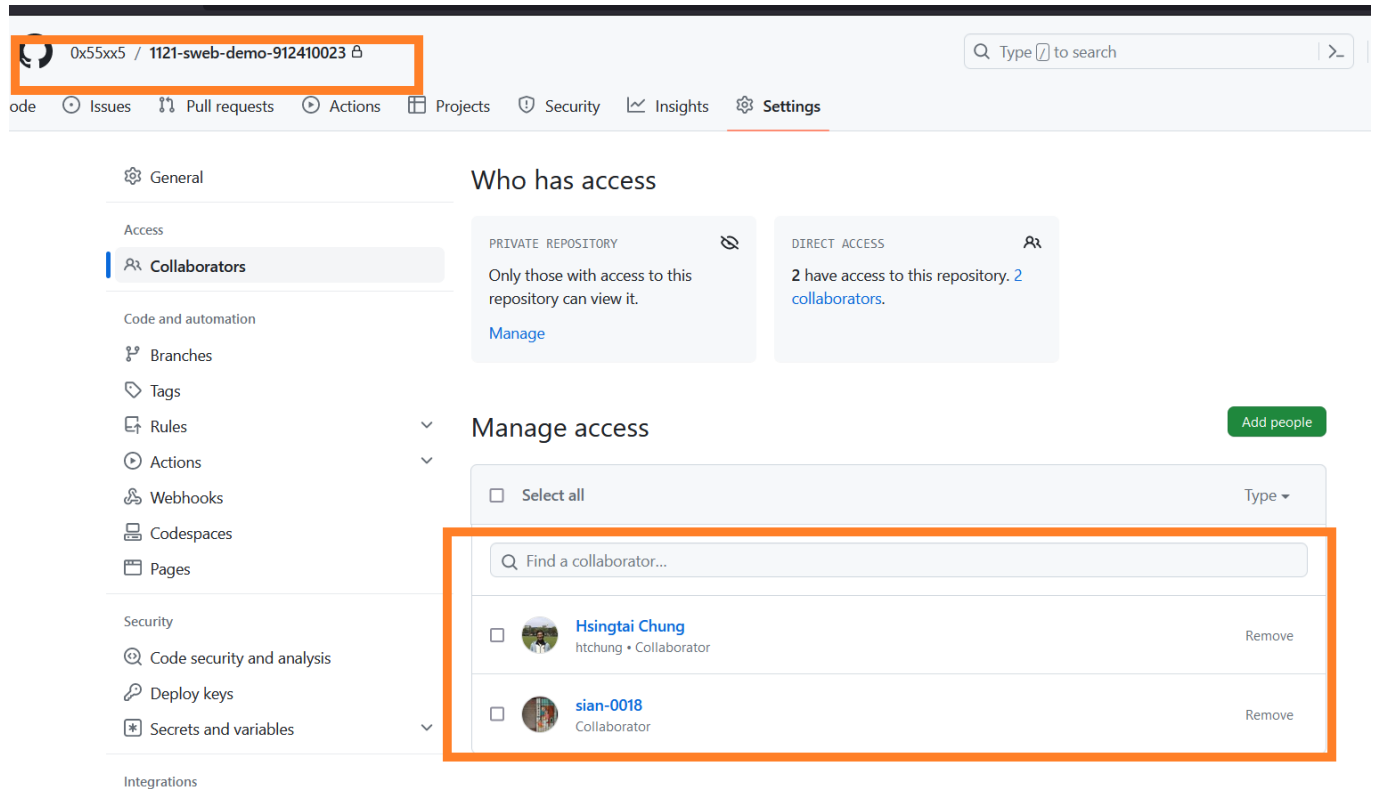 0x55xx5 / 1121-sweb-demo-912410023
Type / to search
ode Issues Pull requests Actions Projects Security Insights Settings
General
Access
Collaborators
Code and automation
Branches
Tags
Rules
Actions
Webhooks
Codespaces
Pages
Security
Code security and analysis
Deploy keys
Secrets and variables
Integrations
Who has access
PRIVATE REPOSITORY
Only those with access to this
repository can view it.
Manage
DIRECT ACCESS
2 have access to this repository. 2
collaborators.
Manage access
Add people
Select all
Type
Find a collaborator...
Hsingtai Chung
htchung • Collaborator
Remove
sian-0018
Collaborator
Remove